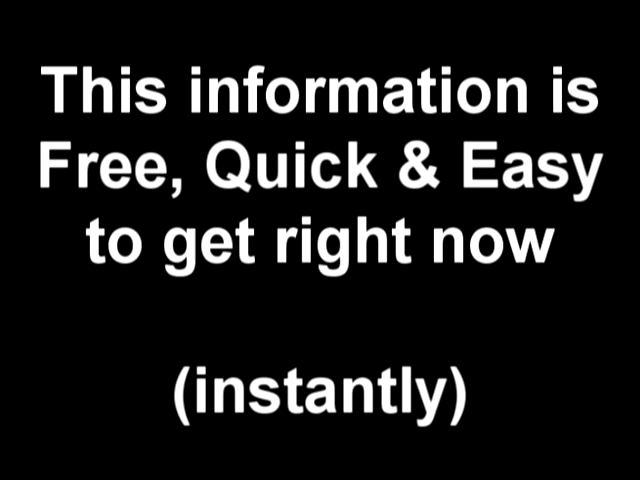 This information is
Free, Quick & Easy
to get right now
(instantly)